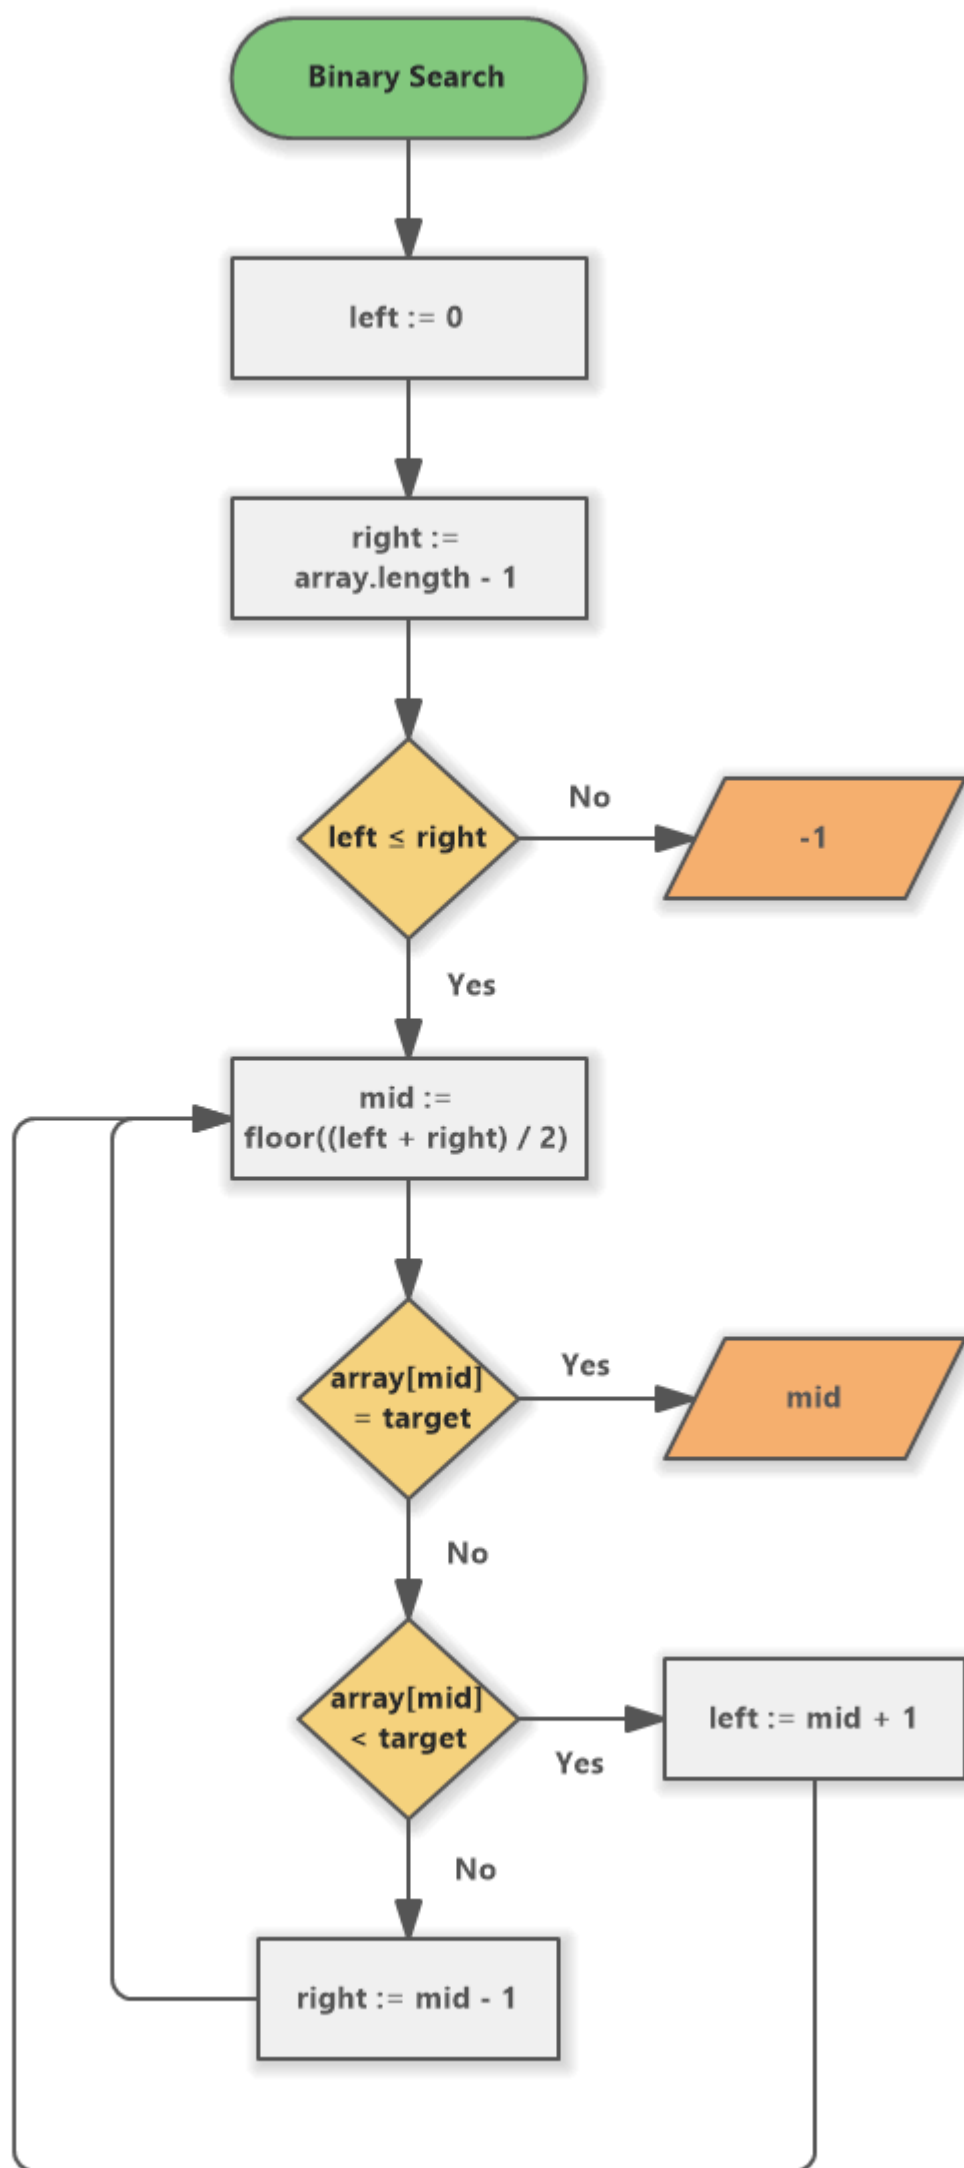 Binary Search
left := 0
right :=
array.length - 1
left ≤ right
No
-1
Yes
mid :=
floor((left + right) / 2)
array[mid]
= target
Yes
mid
No
array[mid]
< target
Yes
left := mid + 1
No
right := mid - 1